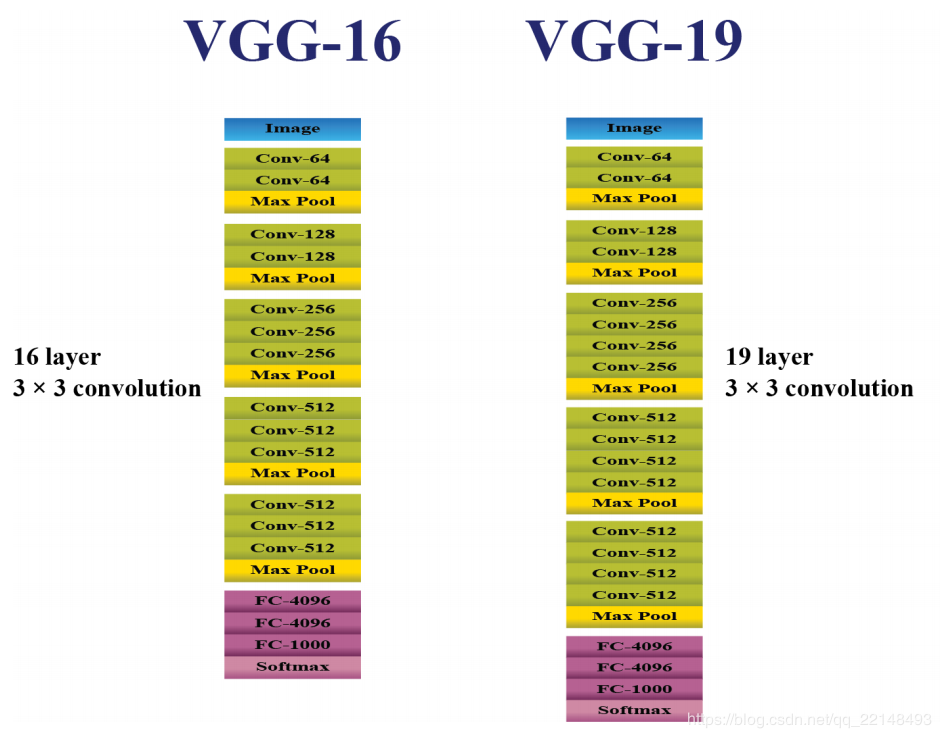 VGG-16
VGG-19
Image
Conv-64
Conv-64
Max Pool
Conv-128
Conv-128
Max Pool
Conv-256
Conv-256
Conv-256
Max Pool
Conv-512
Conv-512
Conv-512
Max Pool
Conv-512
Conv-512
Conv-512
Max Pool
FC-4096
FC-4096
FC-1000
Softmax
16 layer
3 × 3 convolution
Image
Conv-64
Conv-64
Max Pool
Conv-128
Conv-128
Max Pool
Conv-256
Conv-256
Conv-256
Conv-256
Max Pool
Conv-512
Conv-512
Conv-512
Conv-512
Max Pool
Conv-512
Conv-512
Conv-512
Conv-512
Max Pool
FC-4096
FC-4096
FC-1000
Softmax
19 layer
3 × 3 convolution
https://blog.csdn.net/qq_22148493